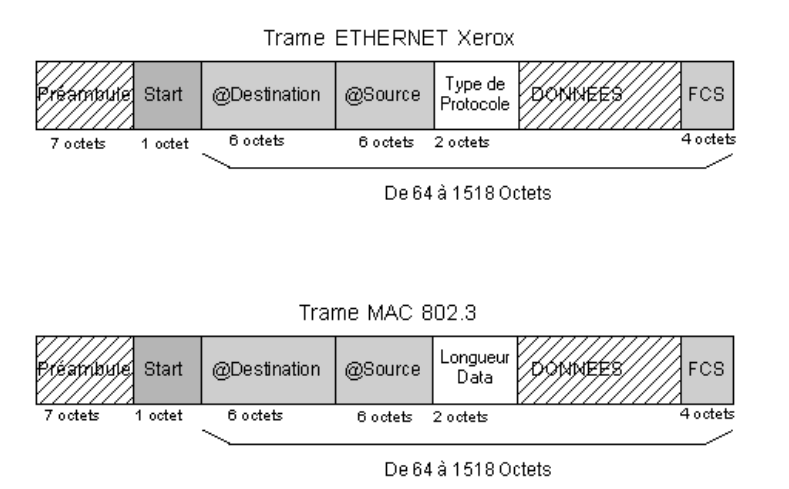 Trame ETHERNET Xerox
Préambule Start @Destination @Source Type de Protocole DONNEES FCS
7 octets 1 octet 6 octets 6 octets 2 octets 4 octets
De 64 à 1518 Octets
Trame MAC 802.3
Préambule Start @Destination @Source Longueur Data DONNEES FCS
7 octets 1 octet 6 octets 6 octets 2 octets 4 octets
De 64 à 1518 Octets